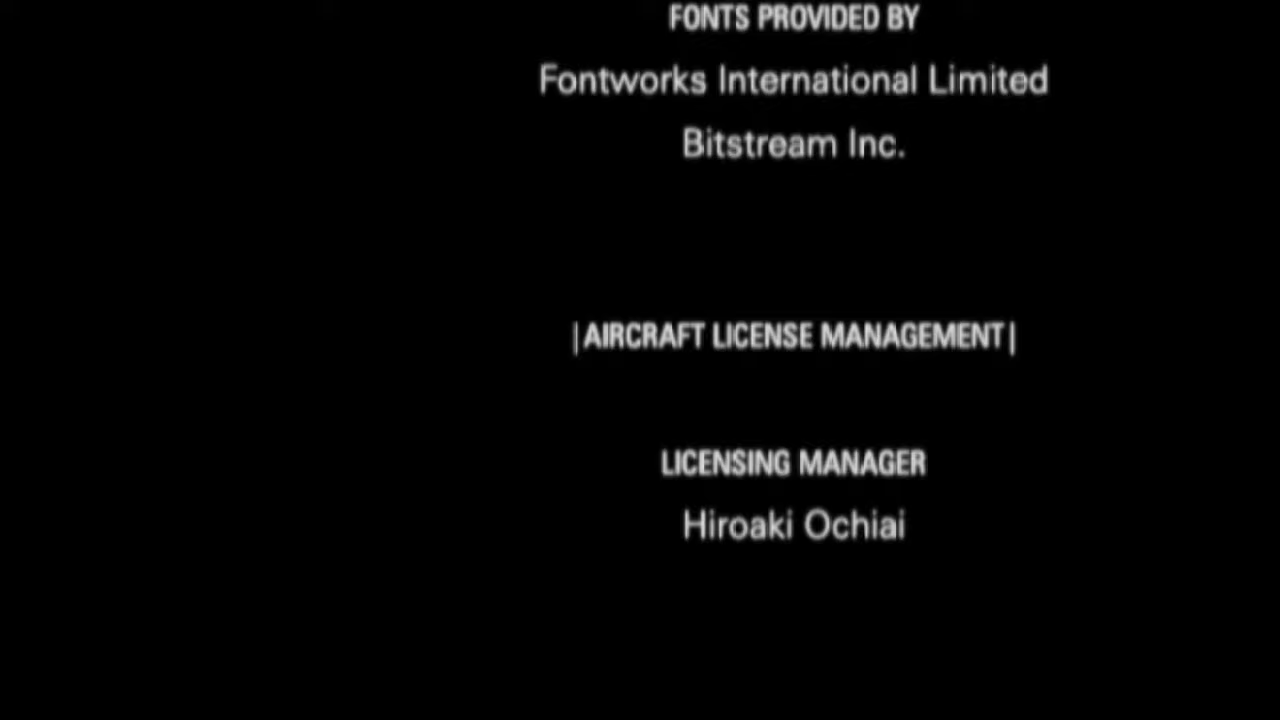 FONTS PROVIDED BY
Fontworks International Limited
Bitstream Inc.
|AIRCRAFT LICENSE MANAGEMENT|
LICENSING MANAGER
Hiroaki Ochiai